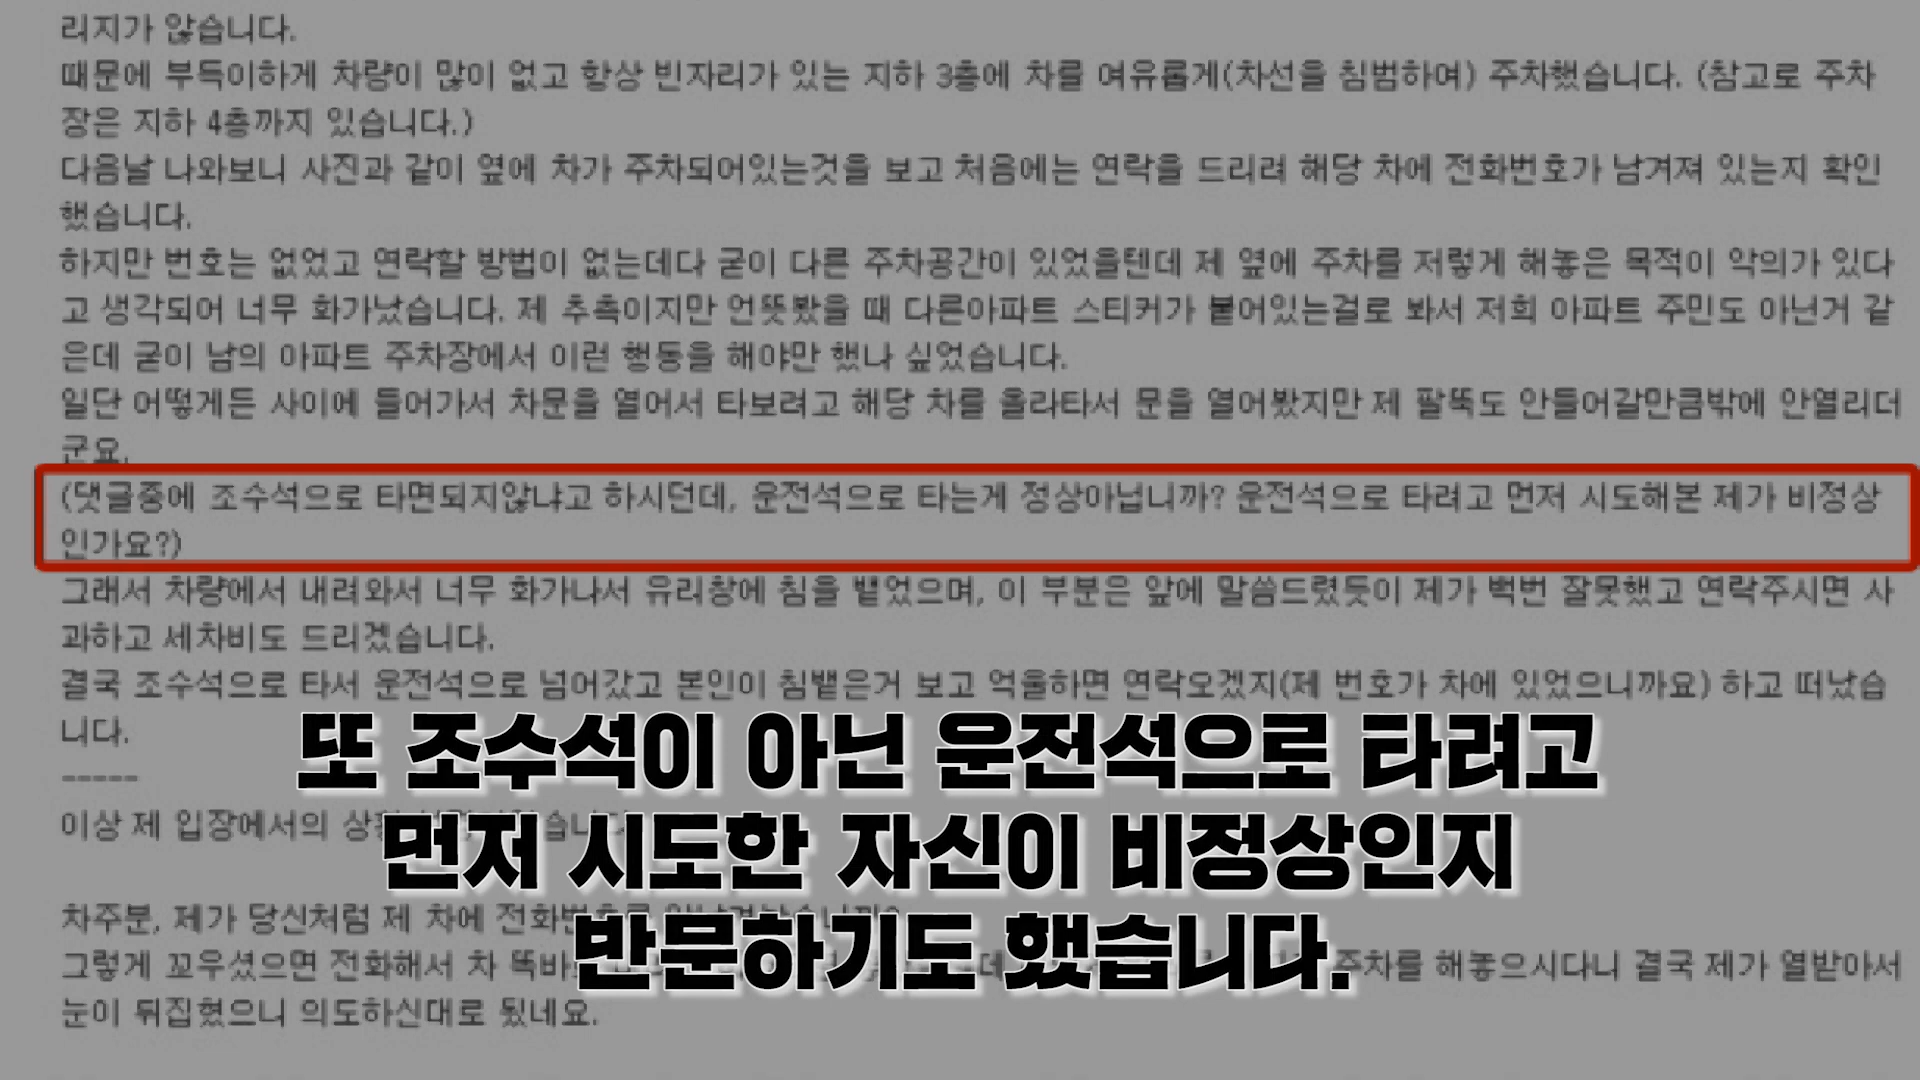 리지가 않습니다.
때문에 부득이하게 차량이 많이 없고 항상 빈자리가 있는 지하 3층에 차를 여유롭게(차선을 침범하여) 주차했습니다. (참고로 주차
장은 지하 4층까지 있습니다.)
다음날 나와보니 사진과 같이 옆에 차가 주차되어있는것을 보고 처음에는 연락을 드리려 해당 차에 전화번호가 남겨져 있는지 확인
했습니다.
하지만 번호는 없었고 연락할 방법이 없는데다 굳이 다른 주차공간이 있었을텐데 제 옆에 주차를 저렇게 해놓은 목적이 악의가 있다
고 생각되어 너무 화가났습니다. 제 추측이지만 언뜻봤을 때 다른아파트 스티커가 붙어있는걸로 봐서 저희 아파트 주민도 아닌거 같
은데 굳이 남의 아파트 주차장에서 이런 행동을 해야만 했나 싶었습니다.
일단 어떻게든 사이에 들어가서 차문을 열어서 타보려고 해당 차를 올라타서 문을 열어봤지만 제 팔뚝도 안들어갈만큼밖에 안열리더
군요.
(댓글중에 조수석으로 타면되지않냐고 하시던데, 운전석으로 타는게 정상아닙니까? 운전석으로 타려고 먼저 시도해본 제가 비정상
인가요?)
그래서 차량에서 내려와서 너무 화가나서 유리창에 침을 뱉었으며, 이 부분은 앞에 말씀드렸듯이 제가 백번 잘못했고 연락주시면 사
과하고 세차비도 드리겠습니다.
결국 조수석으로 타서 운전석으로 넘어갔고 본인이 침뱉은거 보고 억울하면 연락오겠지(제 번호가 차에 있었으니까요) 하고 떠났습
니다.
-----
또 조수석이 아닌 운전석으로 타려고
이상 제 입장에서의
먼저 시도한 자신이 비정상인지
차주분, 제가 당신처럼 제 차에
반문하기도 했습니다.
그렇게 꼬우셨으면 전화해서 차 주차를 해놓으시다니 결국 제가 열받아서
눈이 뒤집혔으니 의도하신대로 됐네요.